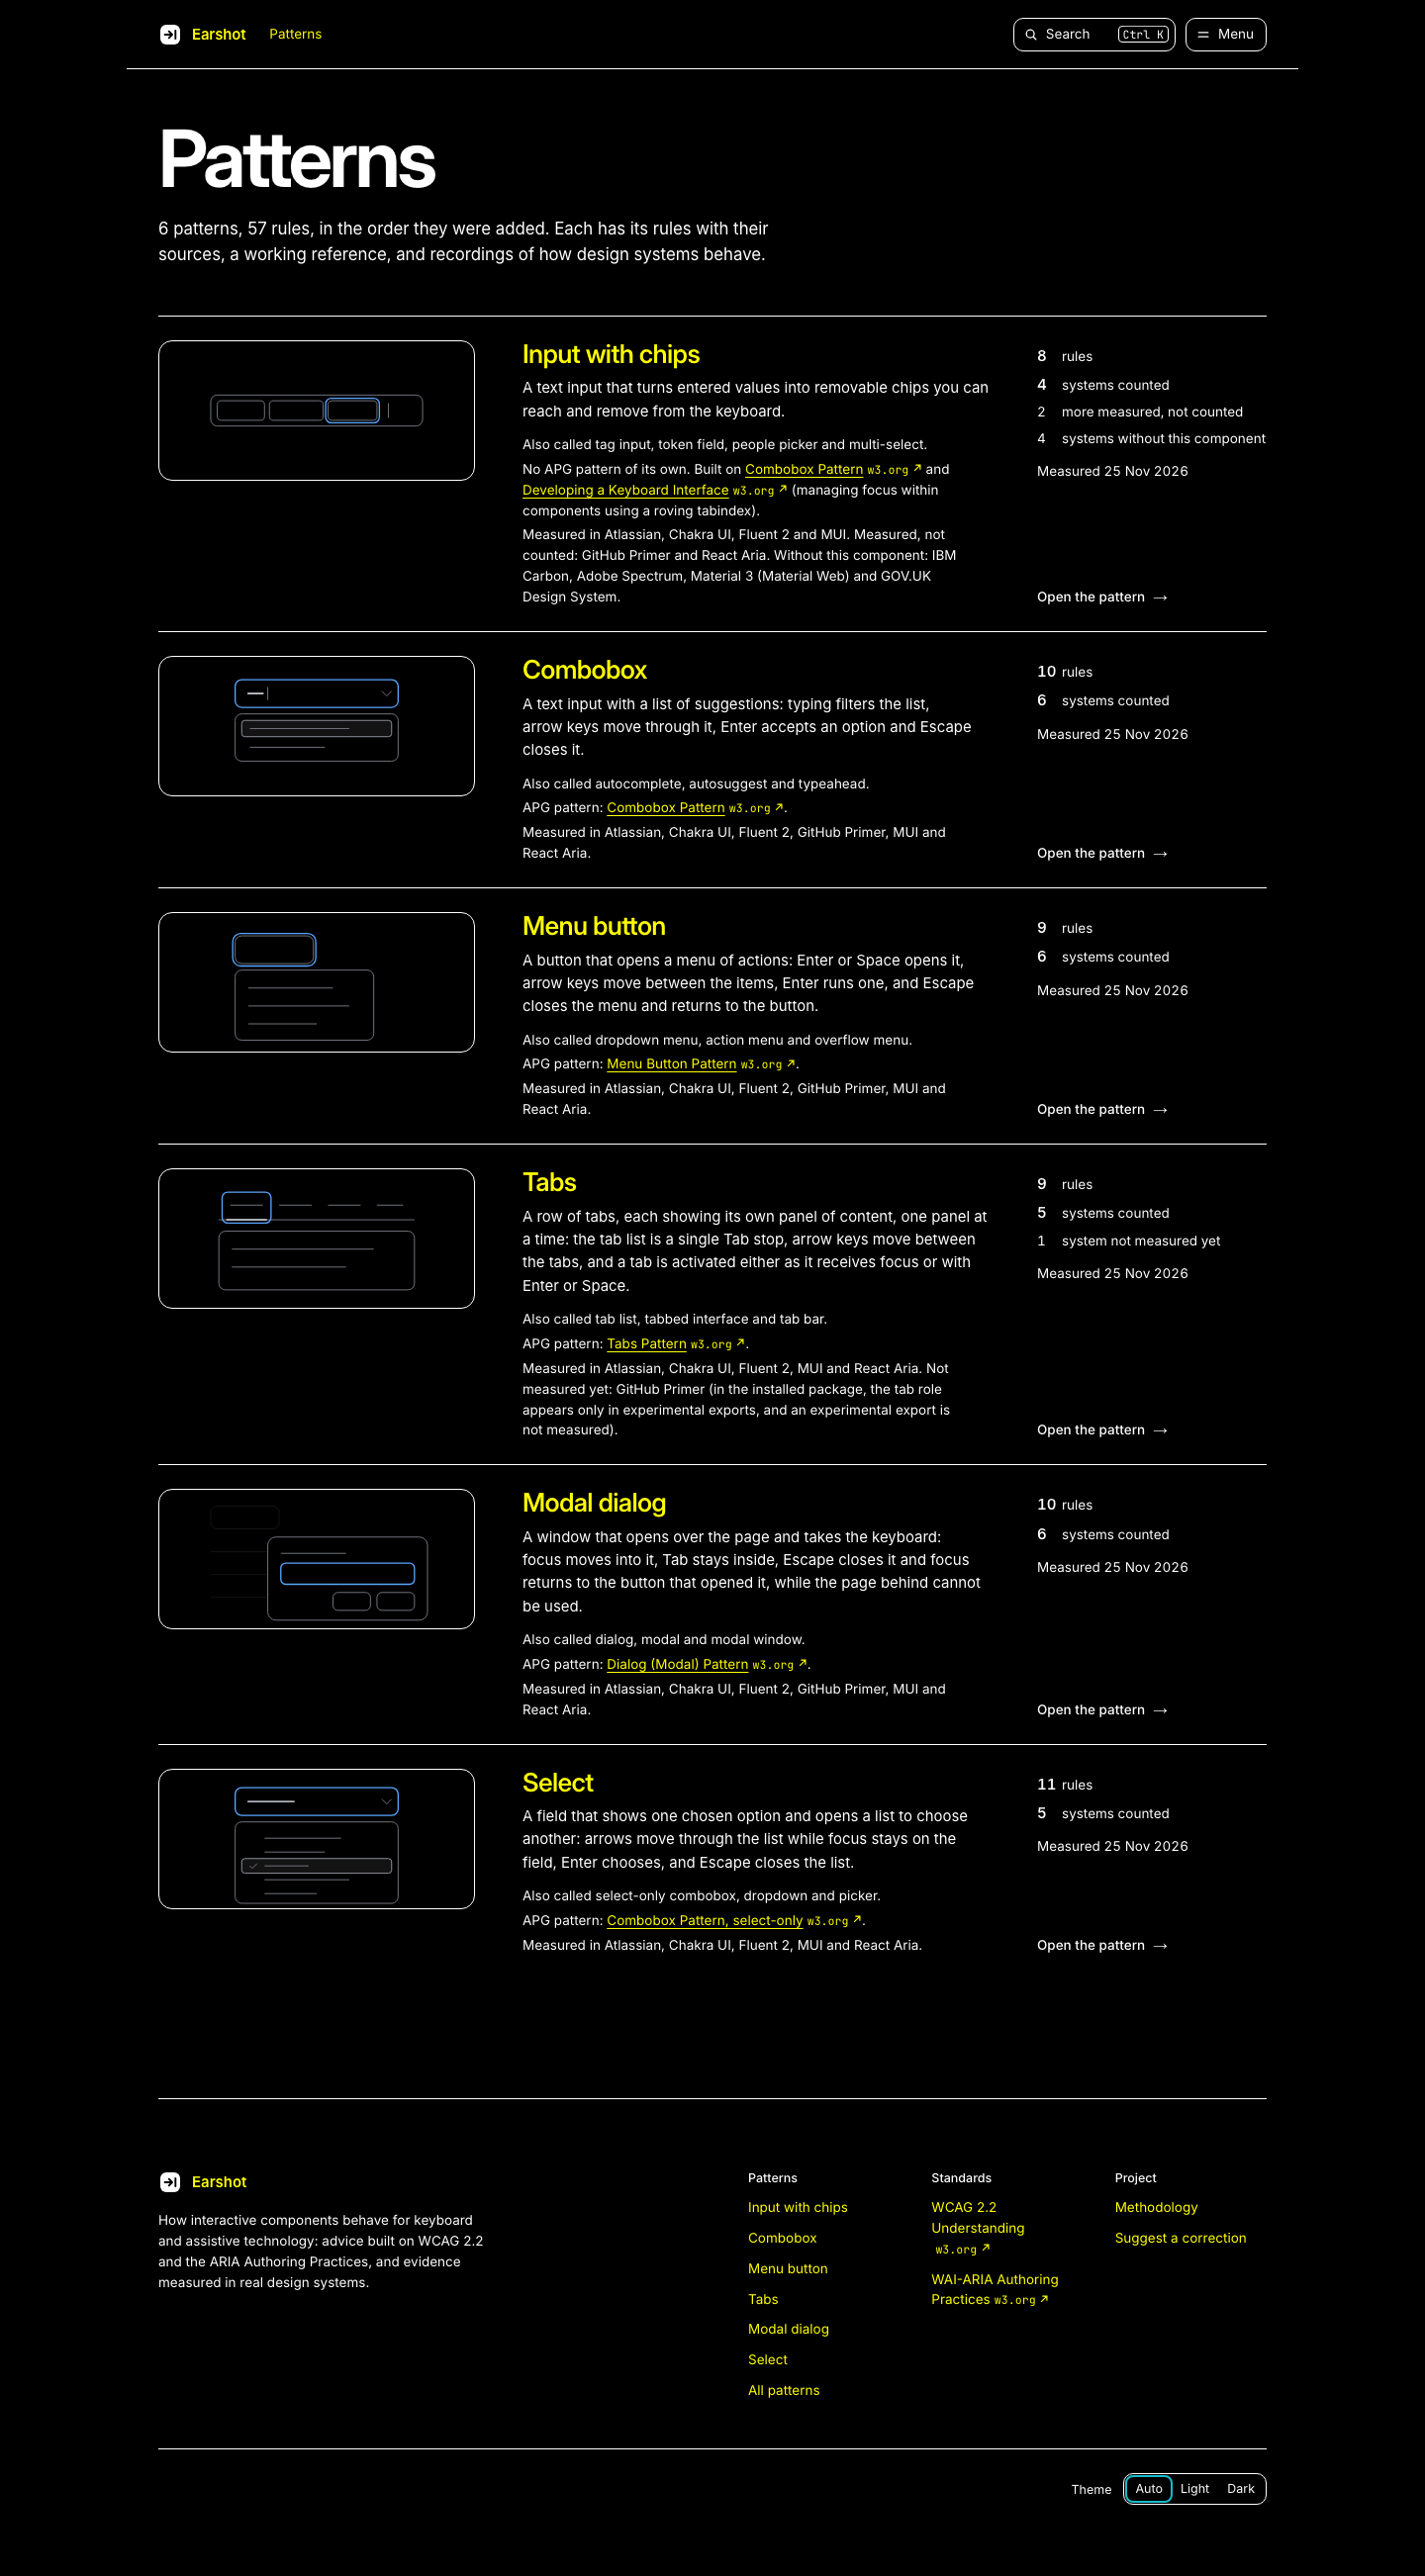 Earshot Patterns Search Ctrl K Menu
Patterns
6 patterns, 57 rules, in the order they were added. Each has its rules with their
sources, a working reference, and recordings of how design systems behave.
Input with chips
A text input that turns entered values into removable chips you can
reach and remove from the keyboard.
Also called tag input, token field, people picker and multi-select.
No APG pattern of its own. Built on Combobox Pattern w3.org ↗ and
Developing a Keyboard Interface w3.org ↗ (managing focus within
components using a roving tabindex).
Measured in Atlassian, Chakra UI, Fluent 2 and MUI. Measured, not
counted: GitHub Primer and React Aria. Without this component: IBM
Carbon, Adobe Spectrum, Material 3 (Material Web) and GOV.UK
Design System.
8 rules
4 systems counted
2 more measured, not counted
4 systems without this component
Measured 25 Nov 2026
Open the pattern →
Combobox
A text input with a list of suggestions: typing filters the list,
arrow keys move through it, Enter accepts an option and Escape
closes it.
Also called autocomplete, autosuggest and typeahead.
APG pattern: Combobox Pattern w3.org ↗.
Measured in Atlassian, Chakra UI, Fluent 2, GitHub Primer, MUI and
React Aria.
10 rules
6 systems counted
Measured 25 Nov 2026
Open the pattern →
Menu button
A button that opens a menu of actions: Enter or Space opens it,
arrow keys move between the items, Enter runs one, and Escape
closes the menu and returns to the button.
Also called dropdown menu, action menu and overflow menu.
APG pattern: Menu Button Pattern w3.org ↗.
Measured in Atlassian, Chakra UI, Fluent 2, GitHub Primer, MUI and
React Aria.
9 rules
6 systems counted
Measured 25 Nov 2026
Open the pattern →
Tabs
A row of tabs, each showing its own panel of content, one panel at
a time: the tab list is a single Tab stop, arrow keys move between
the tabs, and a tab is activated either as it receives focus or with
Enter or Space.
Also called tab list, tabbed interface and tab bar.
APG pattern: Tabs Pattern w3.org ↗.
Measured in Atlassian, Chakra UI, Fluent 2, MUI and React Aria. Not
measured yet: GitHub Primer (in the installed package, the tab role
appears only in experimental exports, and an experimental export is
not measured).
9 rules
5 systems counted
1 system not measured yet
Measured 25 Nov 2026
Open the pattern →
Modal dialog
A window that opens over the page and takes the keyboard:
focus moves into it, Tab stays inside, Escape closes it and focus
returns to the button that opened it, while the page behind cannot
be used.
Also called dialog, modal and modal window.
APG pattern: Dialog (Modal) Pattern w3.org ↗.
Measured in Atlassian, Chakra UI, Fluent 2, GitHub Primer, MUI and
React Aria.
10 rules
6 systems counted
Measured 25 Nov 2026
Open the pattern →
Select
A field that shows one chosen option and opens a list to choose
another: arrows move through the list while focus stays on the
field, Enter chooses, and Escape closes the list.
Also called select-only combobox, dropdown and picker.
APG pattern: Combobox Pattern, select-only w3.org ↗.
Measured in Atlassian, Chakra UI, Fluent 2, MUI and React Aria.
11 rules
5 systems counted
Measured 25 Nov 2026
Open the pattern →
Earshot
How interactive components behave for keyboard
and assistive technology: advice built on WCAG 2.2
and the ARIA Authoring Practices, and evidence
measured in real design systems.
Patterns
Input with chips
Combobox
Menu button
Tabs
Modal dialog
Select
All patterns
Standards
WCAG 2.2
Understanding
w3.org ↗
WAI-ARIA Authoring
Practices w3.org ↗
Project
Methodology
Suggest a correction
Theme Auto Light Dark